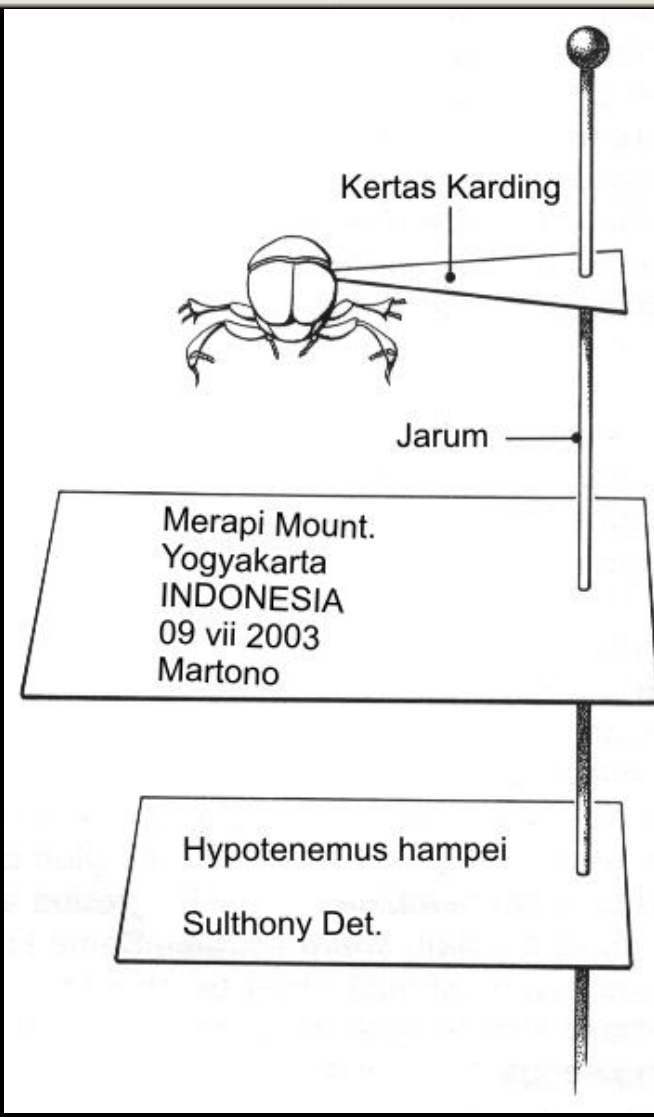 Kertas Karding
Jarum
Merapi Mount.
Yogyakarta
INDONESIA
09 vii 2003
Martono
Hypotenemus hampei
Sulthony Det.